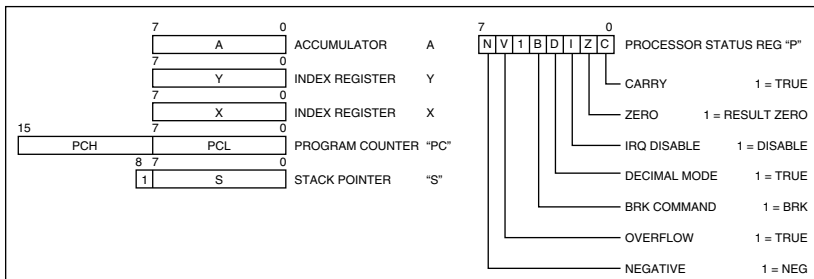 7 0
A ACCUMULATOR A
7 0
Y INDEX REGISTER Y
7 0
X INDEX REGISTER X
15 7 0
PCH PCL PROGRAM COUNTER “PC”
8 7 0
1 S STACK POINTER “S”
7 0
N V 1 B D I Z C PROCESSOR STATUS REG “P”
CARRY 1 = TRUE
ZERO 1 = RESULT ZERO
IRQ DISABLE 1 = DISABLE
DECIMAL MODE 1 = TRUE
BRK COMMAND 1 = BRK
OVERFLOW 1 = TRUE
NEGATIVE 1 = NEG